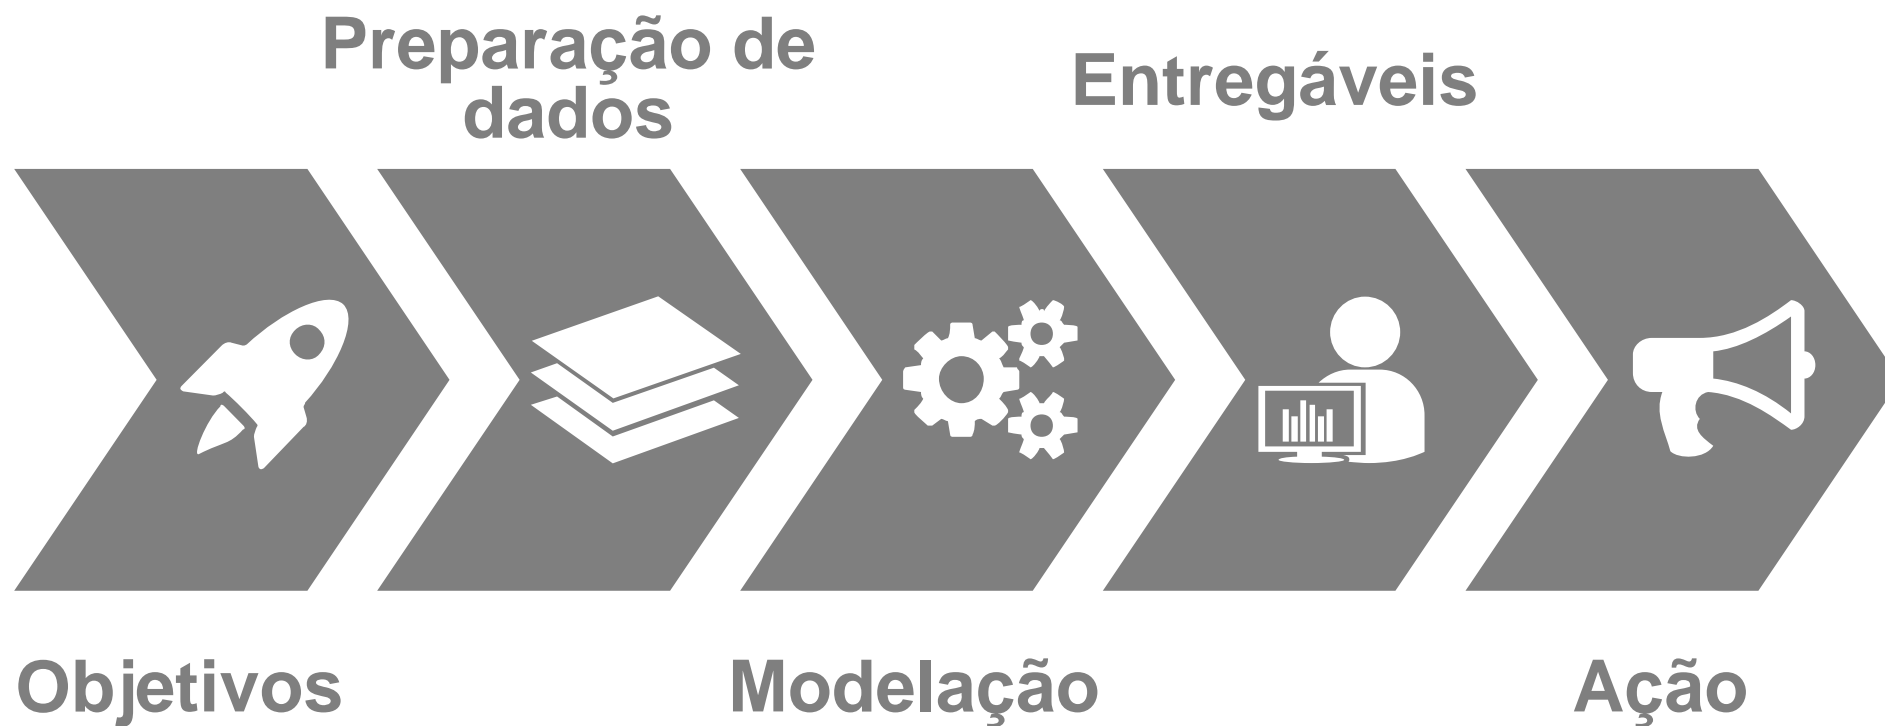 Preparação de
dados
Entregáveis
Objetivos
Modelação
Ação